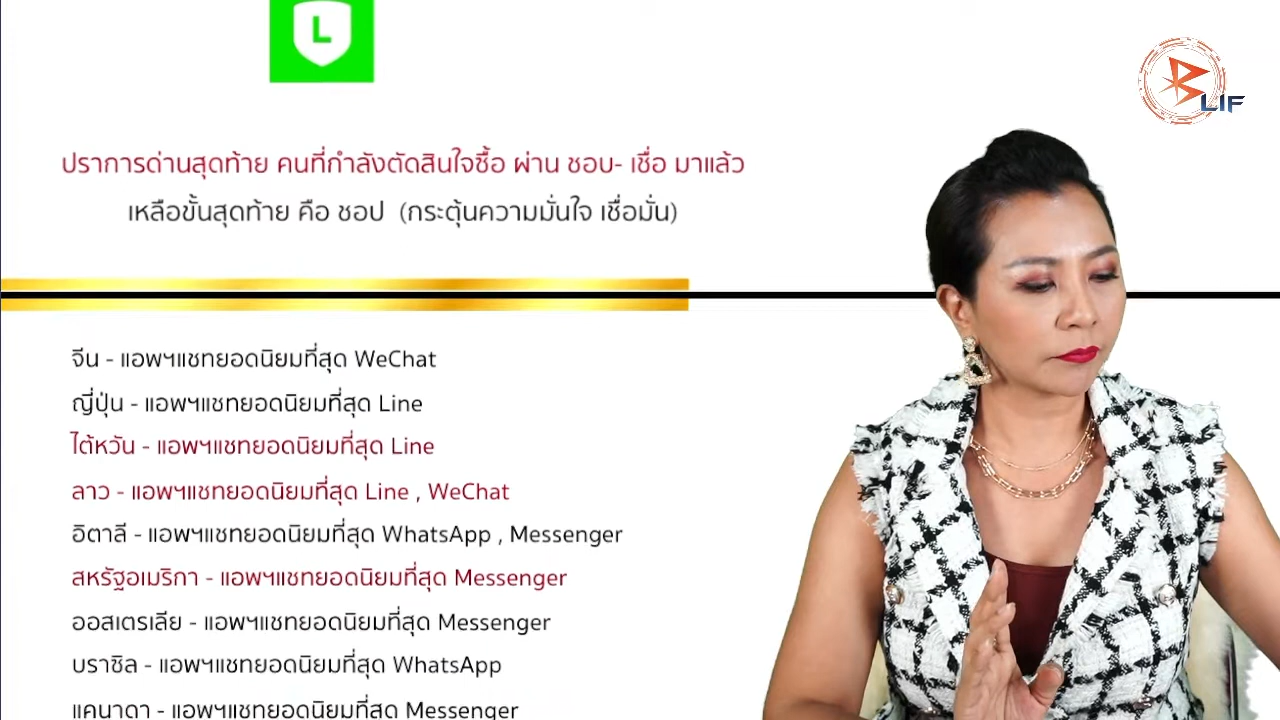 L
B
LIF
ปราการด่านสุดท้าย คนที่กำลังตัดสินใจซื้อ ผ่าน ชอบ- เชื่อ มาแล้ว
เหลือขั้นสุดท้าย คือ ชอป (กระตุ้นความมั่นใจ เชื่อมั่น)
จีน - แอพฯแชทยอดนิยมที่สุด WeChat
ญี่ปุ่น - แอพฯแชทยอดนิยมที่สุด Line
ไต้หวัน - แอพฯแชทยอดนิยมที่สุด Line
ลาว - แอพฯแชทยอดนิยมที่สุด Line , WeChat
อิตาลี - แอพฯแชทยอดนิยมที่สุด WhatsApp , Messenger
สหรัฐอเมริกา - แอพฯแชทยอดนิยมที่สุด Messenger
ออสเตรเลีย - แอพฯแชทยอดนิยมที่สุด Messenger
บราซิล - แอพฯแชทยอดนิยมที่สุด WhatsApp
แคนาดา - แอพฯแชทยอดนิยมที่สุด Messenger